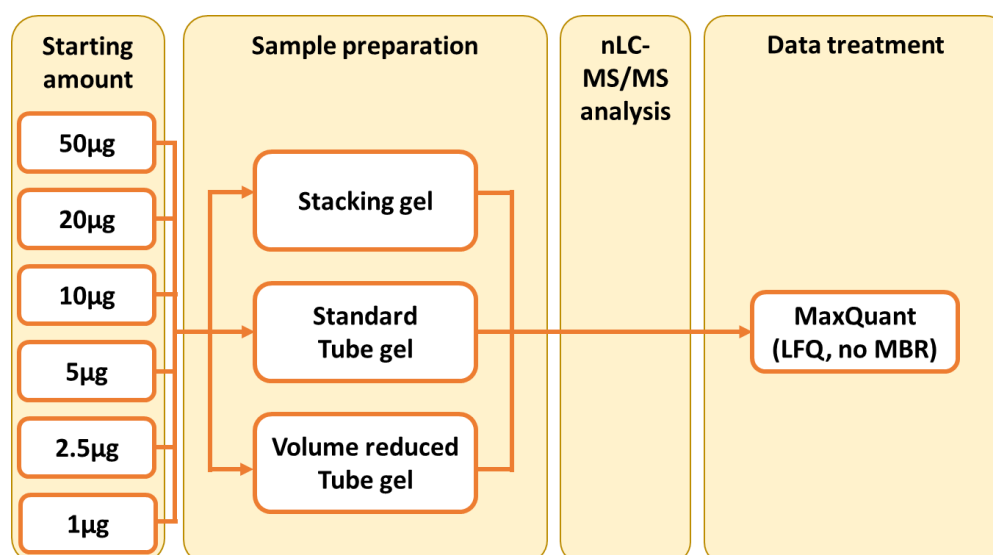 Starting
amount
50µg
20µg
10µg
5µg
2.5µg
1µg
Sample preparation
Stacking gel
Standard
Tube gel
Volume reduced
Tube gel
nLC-
MS/MS
analysis
Data treatment
MaxQuant
(LFQ, no MBR)